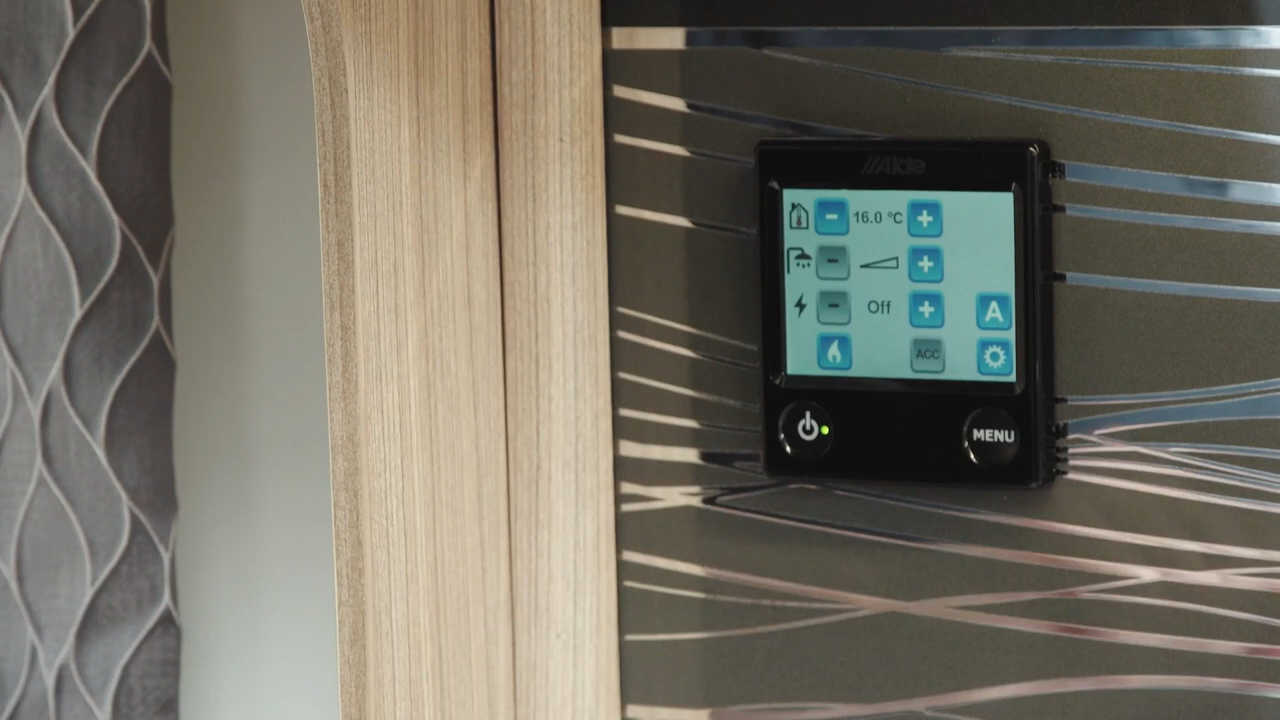 Alde
- 16.0 °C +
- +
- Off + A
ACC
MENU